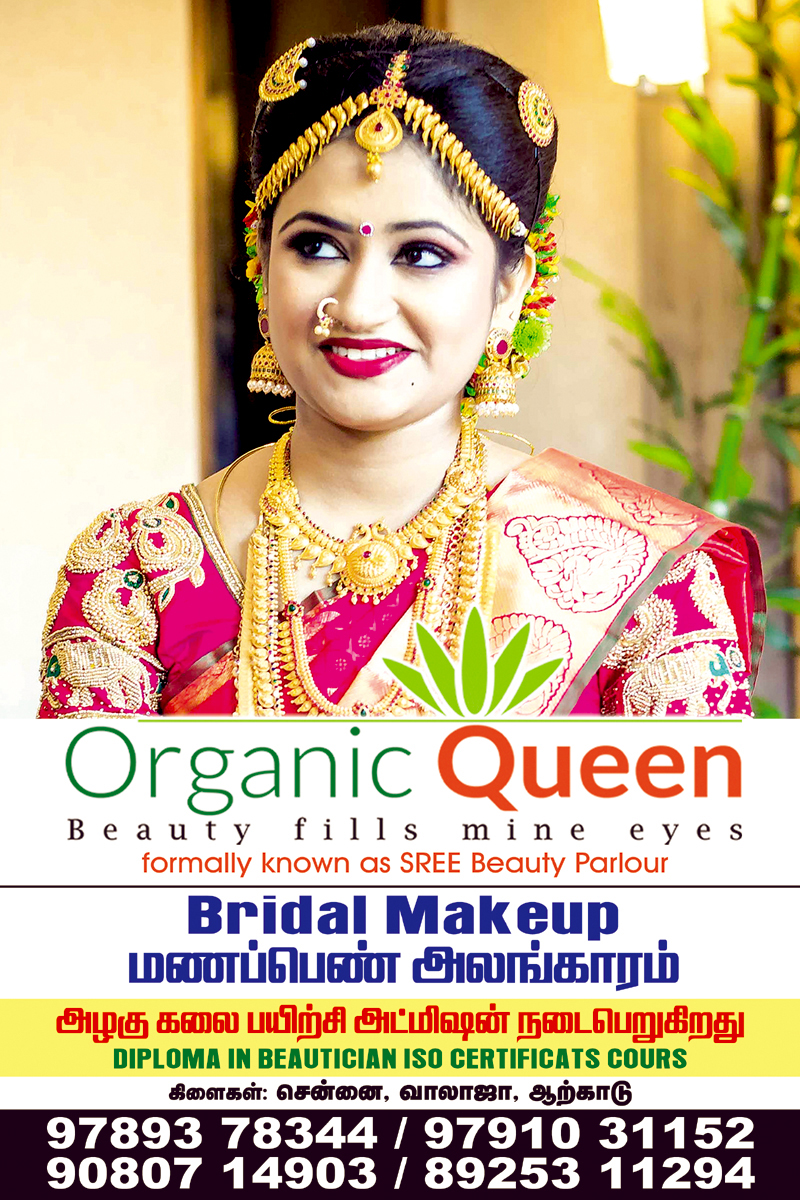 Organic Queen
Beauty fills mine eyes
formally known as SREE Beauty Parlour
Bridal Makeup
மணப்பெண் அலங்காரம்
அழகு கலை பயிற்சி அட்மிஷன் நடைபெறுகிறது
DIPLOMA IN BEAUTICIAN ISO CERTIFICATS COURS
கிளைகள்: சென்னை, வாலாஜா, ஆற்காடு
97893 78344 / 97910 31152
90807 14903 / 89253 11294